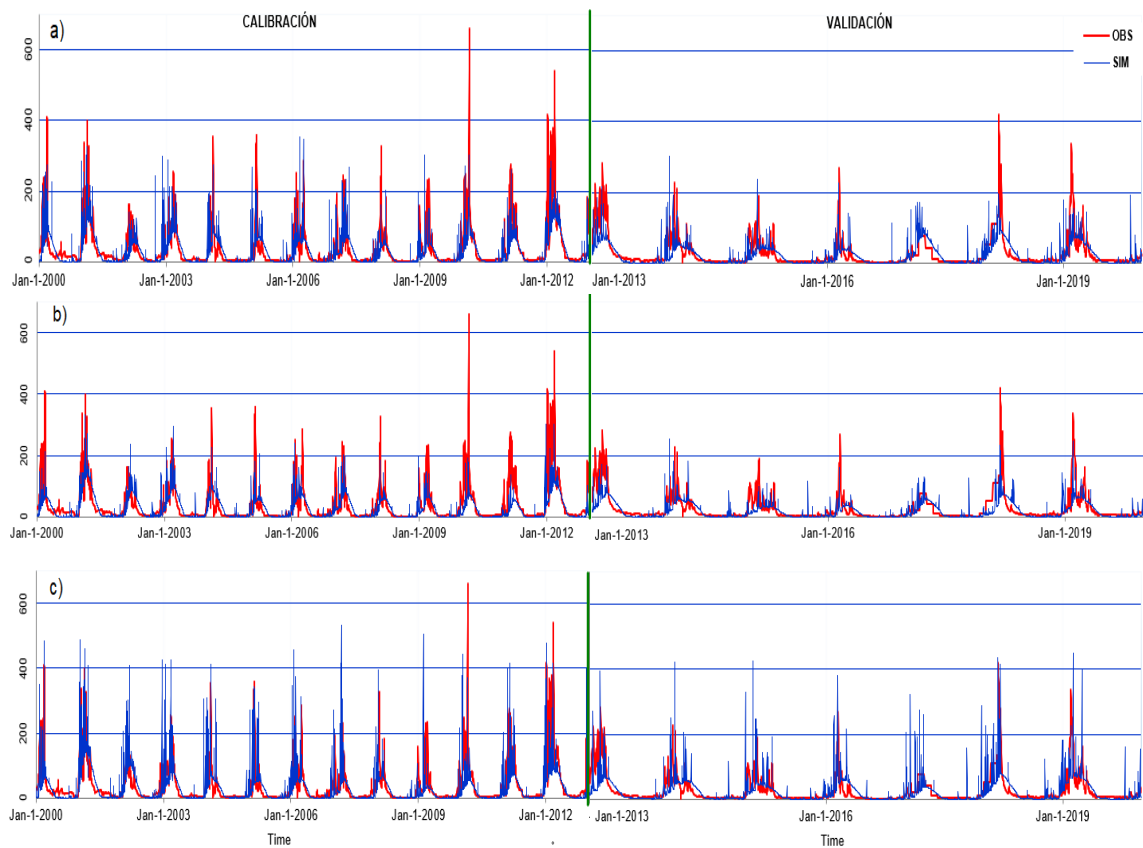 CALIBRACIÓN VALIDACIÓN
a)
OBS
SIM
600
400
200
0
Jan-1-2000 Jan-1-2003 Jan-1-2006 Jan-1-2009 Jan-1-2012 Jan-1-2013 Jan-1-2016 Jan-1-2019
b)
600
400
200
0
Jan-1-2000 Jan-1-2003 Jan-1-2006 Jan-1-2009 Jan-1-2012 Jan-1-2013 Jan-1-2016 Jan-1-2019
c)
600
400
200
0
Jan-1-2000 Jan-1-2003 Jan-1-2006 Jan-1-2009 Jan-1-2012 Jan-1-2013 Jan-1-2016 Jan-1-2019
Time Time